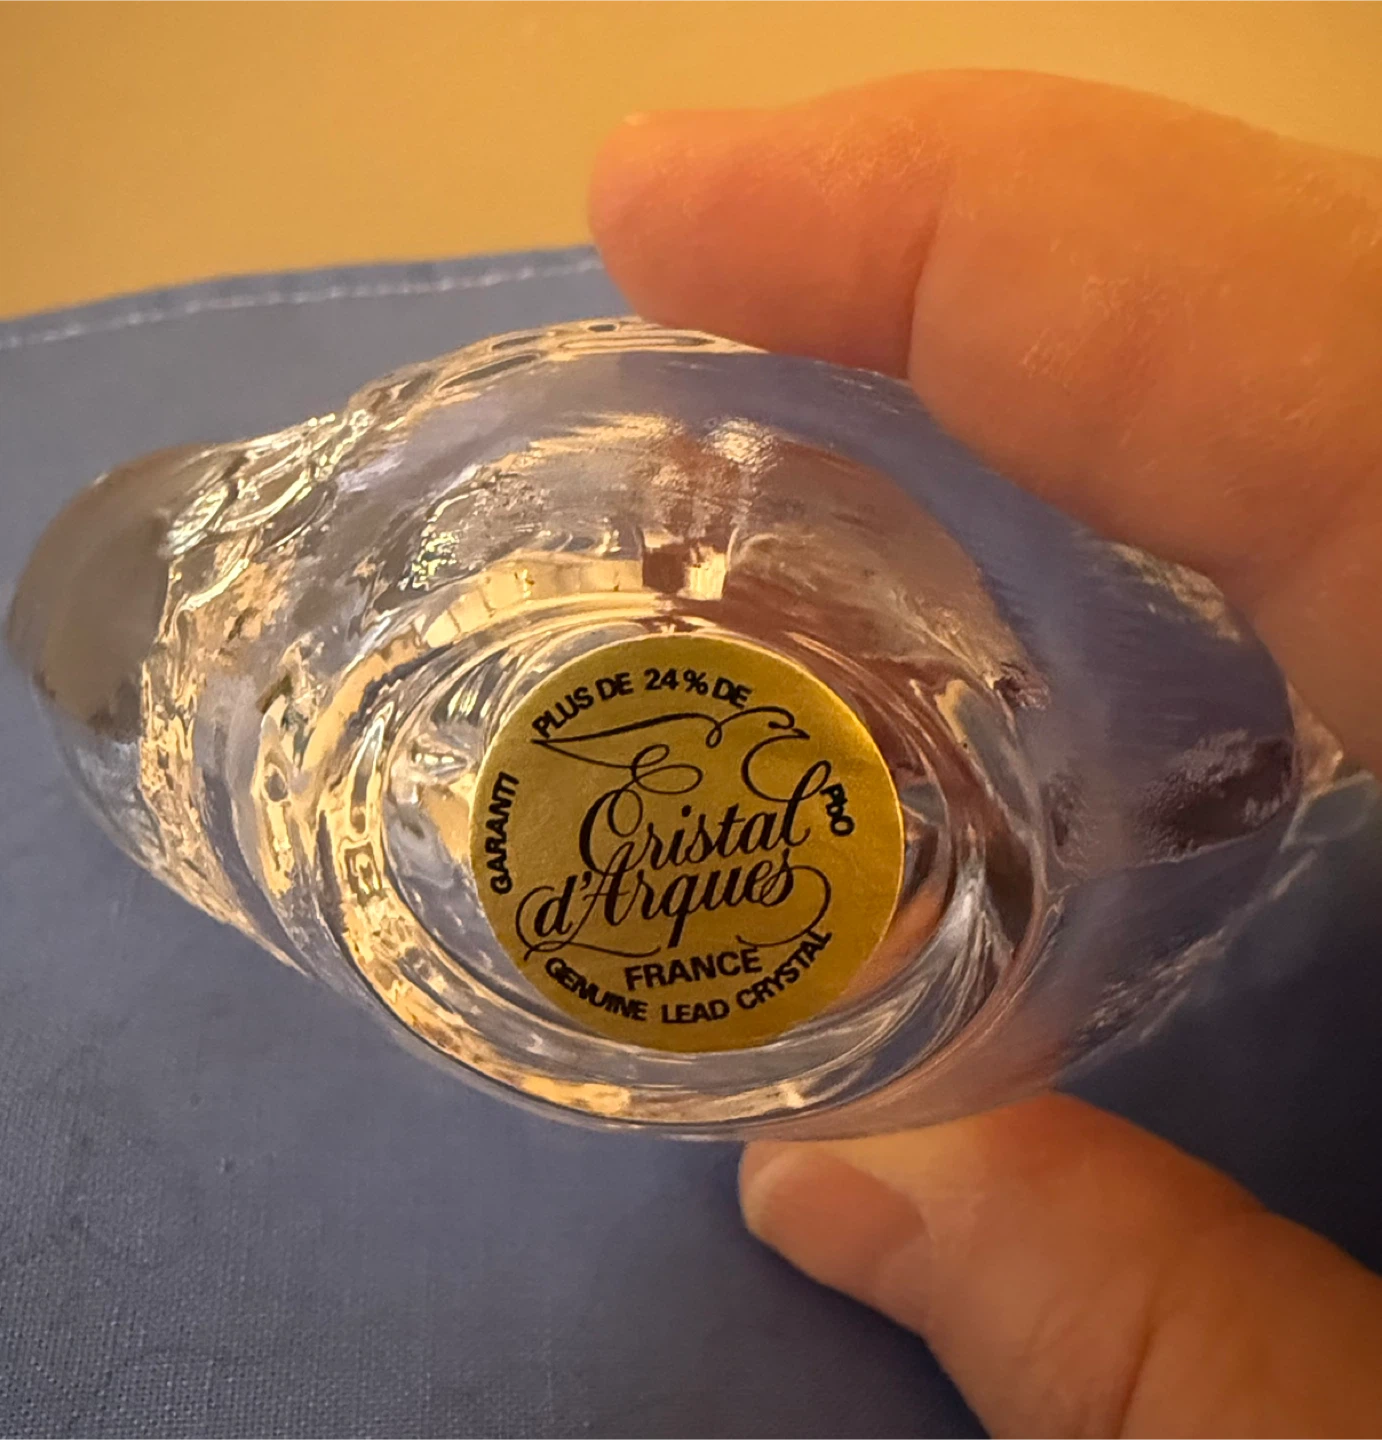 GARANTI PLUS DE 24% DE PbO
Cristal
d'Arques
FRANCE
GENUINE LEAD CRYSTAL